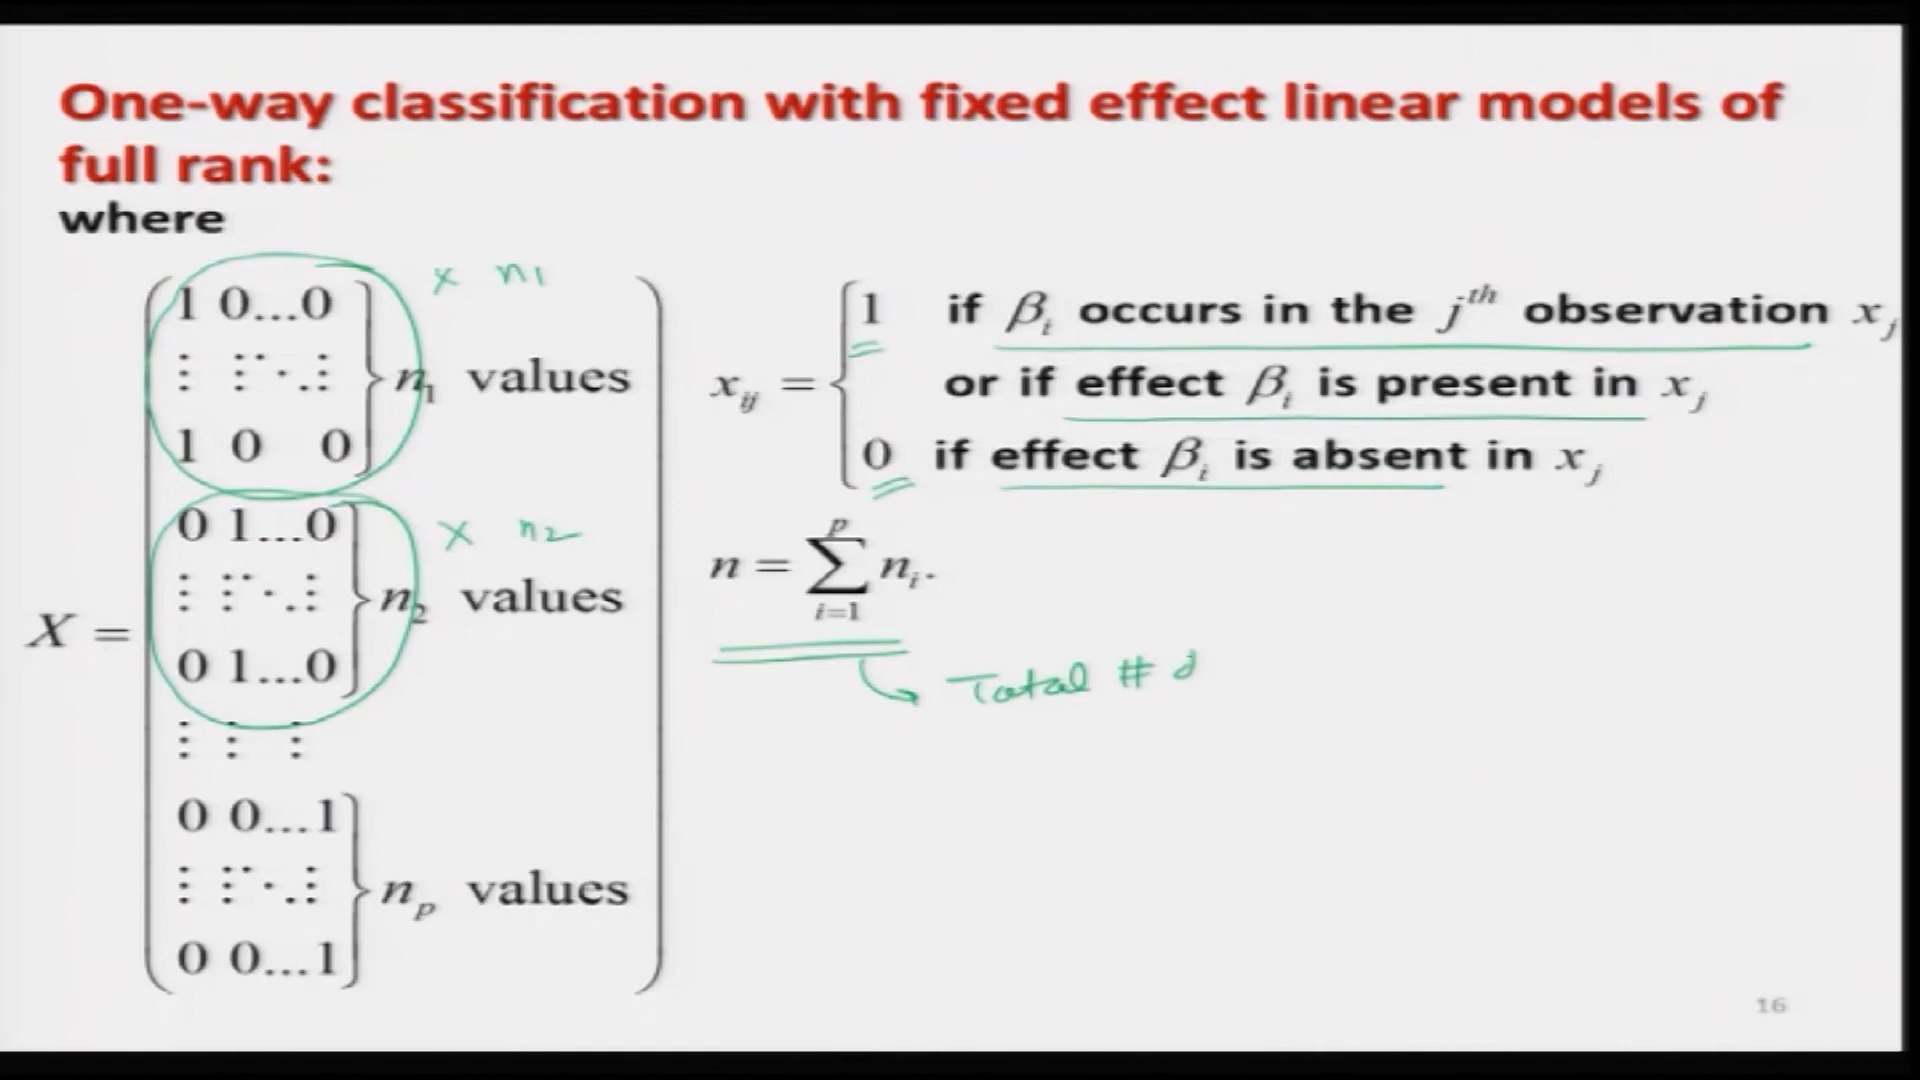 One-way classification with fixed effect linear models of
full rank:
where
X =
1 0...0
⋮ ⋮⋱⋮ } n₁ values
1 0 0
x n1
0 1...0
⋮ ⋮⋱⋮ } n₂ values
0 1...0
x n2
⋮ ⋮ ⋮
0 0...1
⋮ ⋮⋱⋮ } nₚ values
0 0...1
xᵢⱼ = { 1 if βᵢ occurs in the jᵗʰ observation xⱼ
or if effect βᵢ is present in xⱼ
0 if effect βᵢ is absent in xⱼ
n = ∑ᵢ₌₁ᵖ nᵢ.
Total #
16